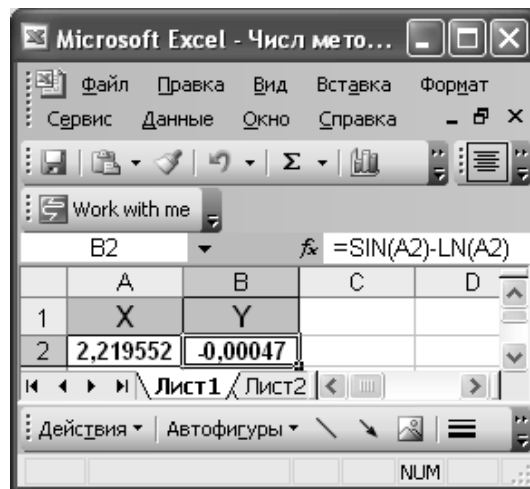 Microsoft Excel - Числ мето...
Файл Правка Вид Вставка Формат
Сервис Данные Окно Справка
Σ
Work with me
B2 fx =SIN(A2)-LN(A2)
A B C D
1 X Y
2 2,219552 -0,00047
Лист1 Лист2
Действия Автофигуры
NUM